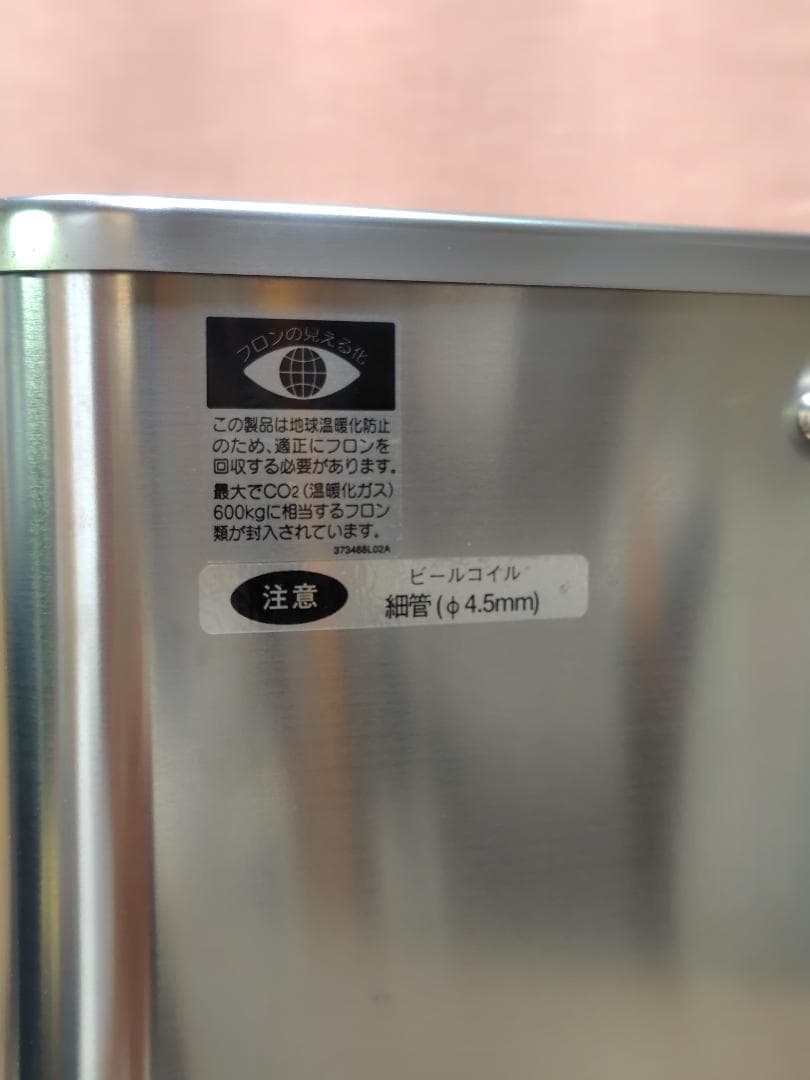 フロンの見える化
この製品は地球温暖化防止
のため、適正にフロンを
回収する必要があります。
最大でCO2(温暖化ガス)
600kgに相当するフロン
類が封入されています。
373468L02A
注意
ビールコイル
細管(φ4.5mm)